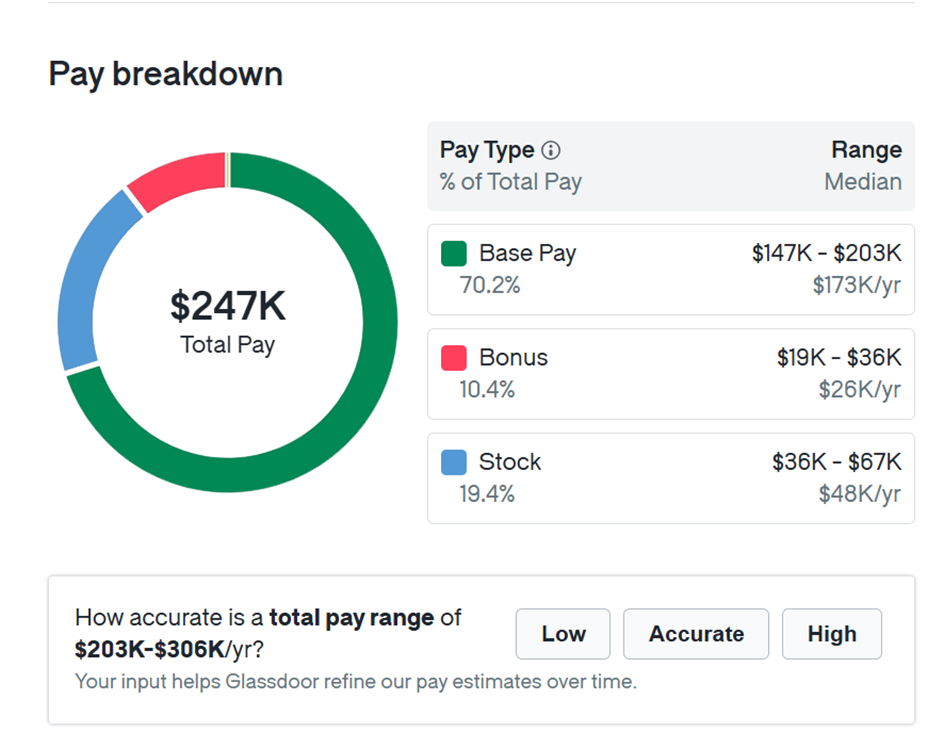 Pay breakdown
$247K
Total Pay
Pay Type
Range
% of Total Pay
Median
Base Pay
$147K - $203K
70.2%
$173K/yr
Bonus
$19K - $36K
10.4%
$26K/yr
Stock
$36K - $67K
19.4%
$48K/yr
How accurate is a total pay range of
$203K-$306K/yr?
Your input helps Glassdoor refine our pay estimates over time.
Low
Accurate
High